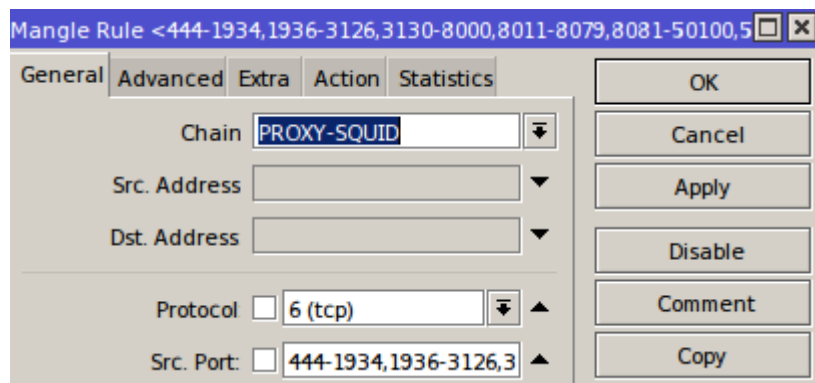 Mangle Rule <444-1934,1936-3126,3130-8000,8011-8079,8081-50100,5
General Advanced Extra Action Statistics
OK
Chain PROXY-SQUID
Cancel
Src. Address
Apply
Dst. Address
Disable
Protocol 6 (tcp)
Comment
Src. Port: 444-1934,1936-3126,3
Copy